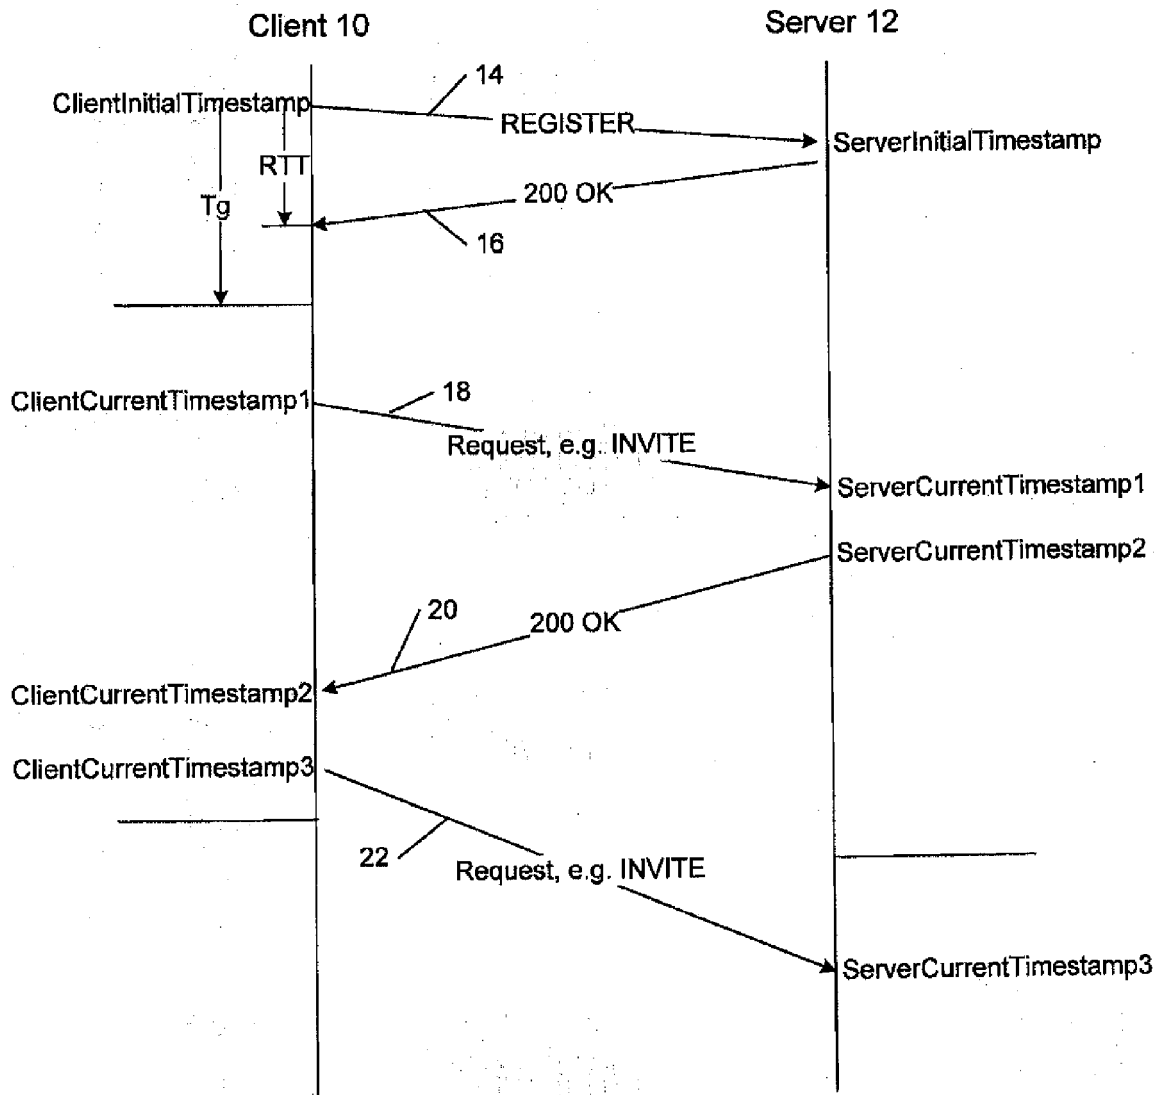 Client 10
Server 12
14
ClientInitialTimestamp
REGISTER
ServerInitialTimestamp
RTT
200 OK
Tg
16
ClientCurrentTimestamp1
18
Request, e.g. INVITE
ServerCurrentTimestamp1
ServerCurrentTimestamp2
20
200 OK
ClientCurrentTimestamp2
ClientCurrentTimestamp3
22
Request, e.g. INVITE
ServerCurrentTimestamp3